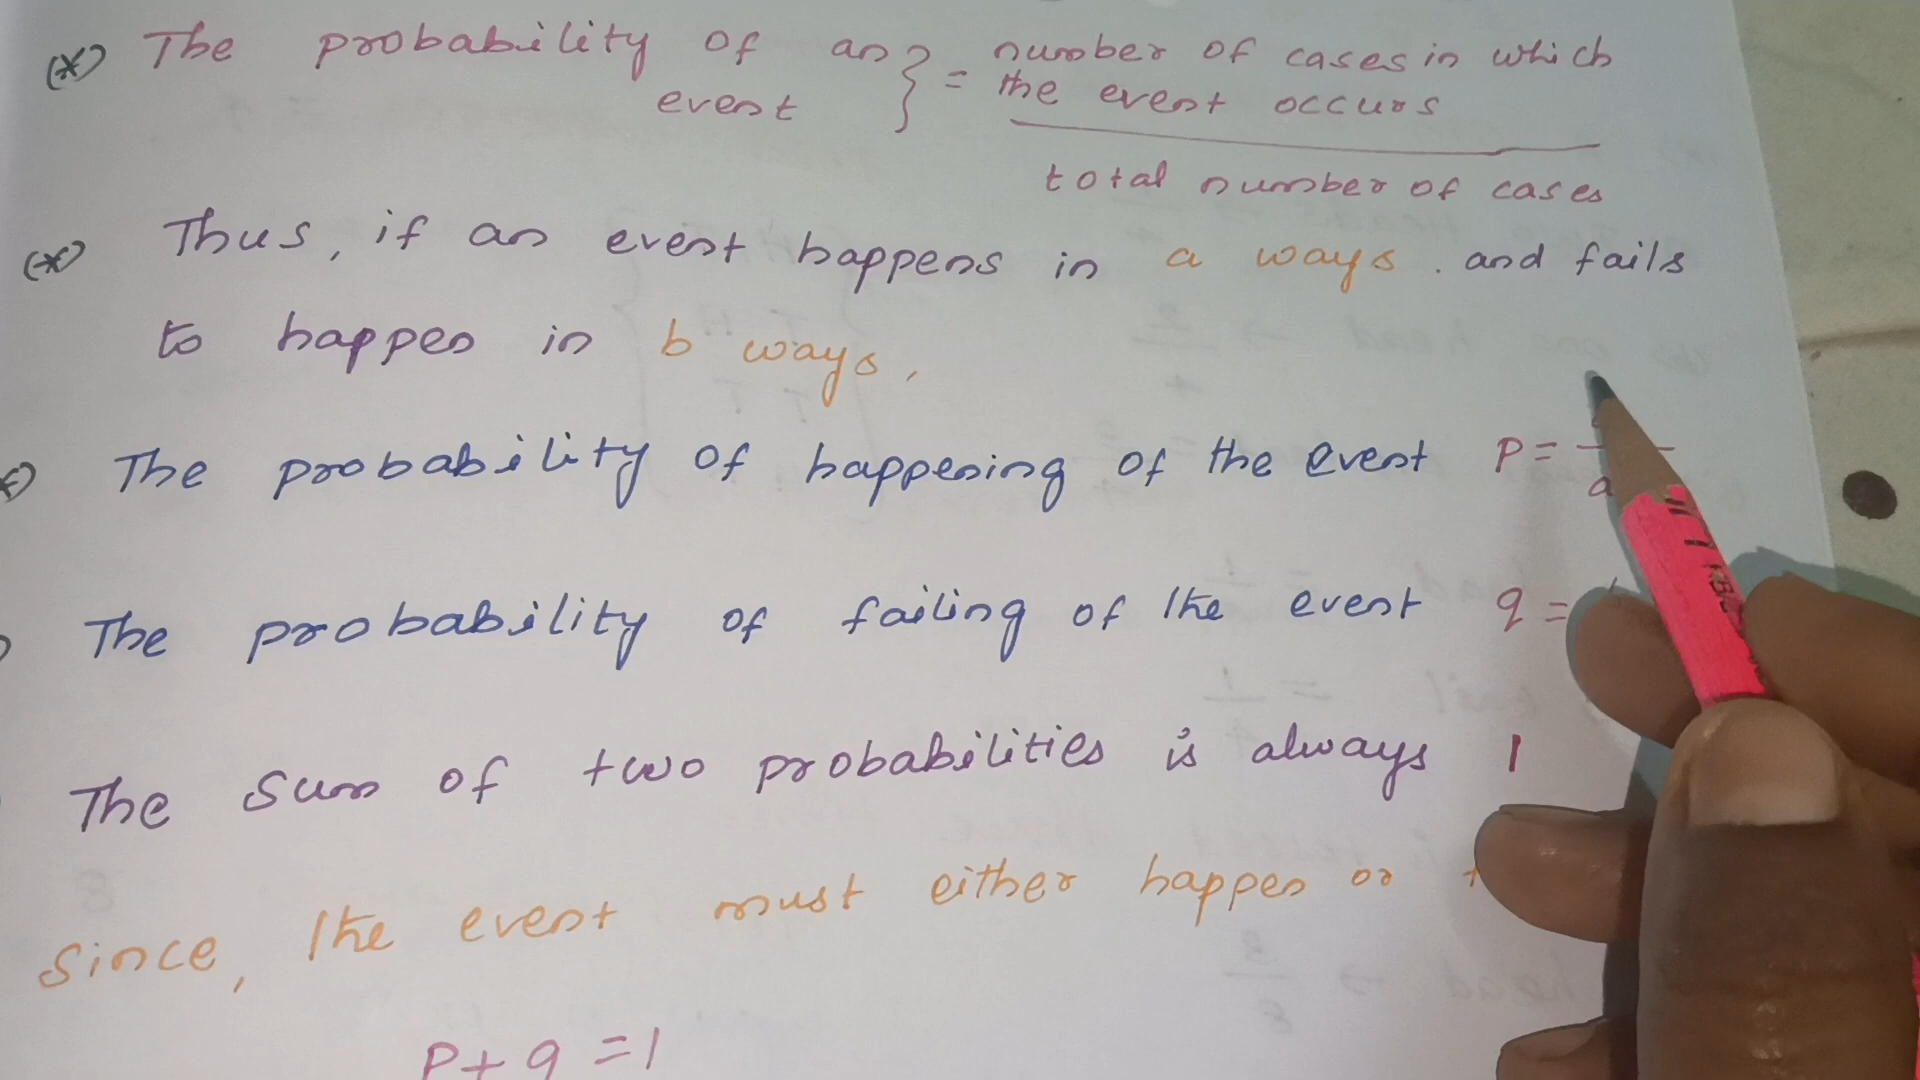 (*) The probability of an } = number of cases in which
event the event occurs
total number of cases
(*) Thus, if an event happens in a ways. and fails
to happen in b ways,
The probability of happening of the event P = a
The probability of failing of the event q =
The sum of two probabilities is always 1
Since, the event must either happen or
P + q = 1